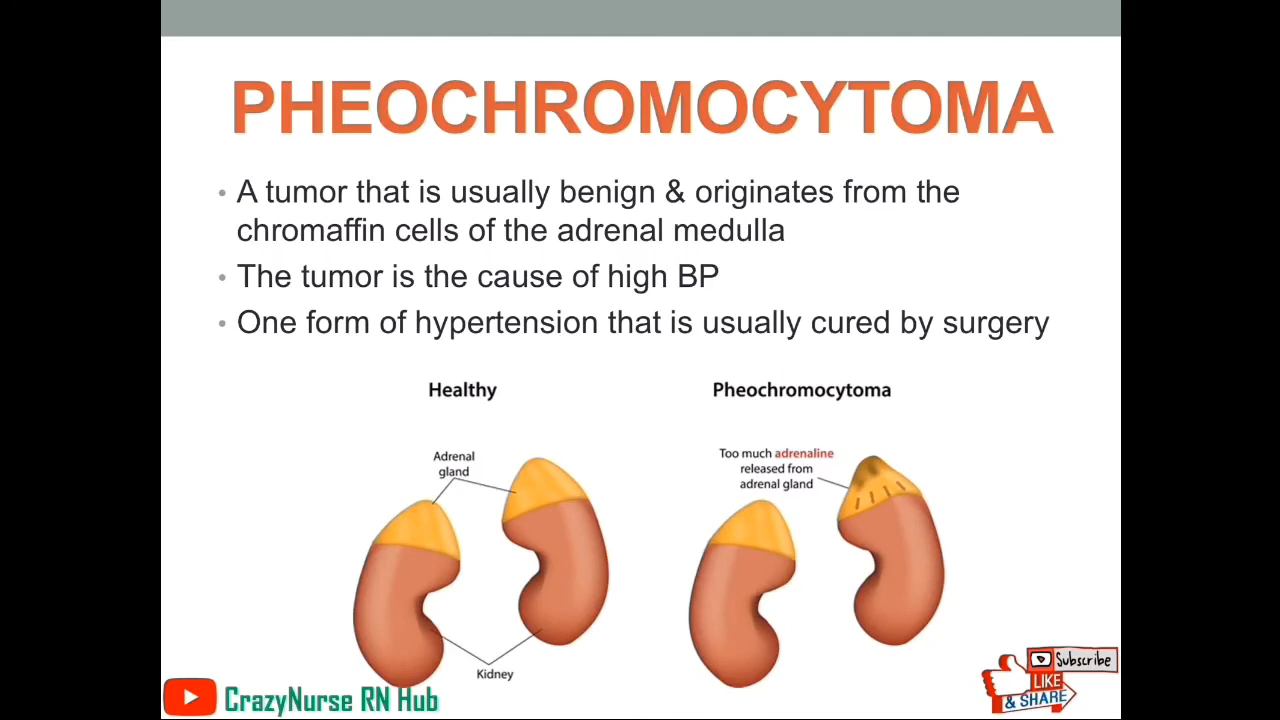 PHEOCHROMOCYTOMA
• A tumor that is usually benign & originates from the
chromaffin cells of the adrenal medulla
• The tumor is the cause of high BP
• One form of hypertension that is usually cured by surgery
Healthy
Pheochromocytoma
Adrenal
gland
Too much adrenaline
released from
adrenal gland
Kidney
CrazyNurse RN Hub
Subscribe
LIKE
& SHARE